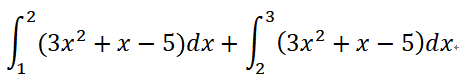 ∫₁²(3x² + x − 5)dx + ∫₂³(3x² + x − 5)dx